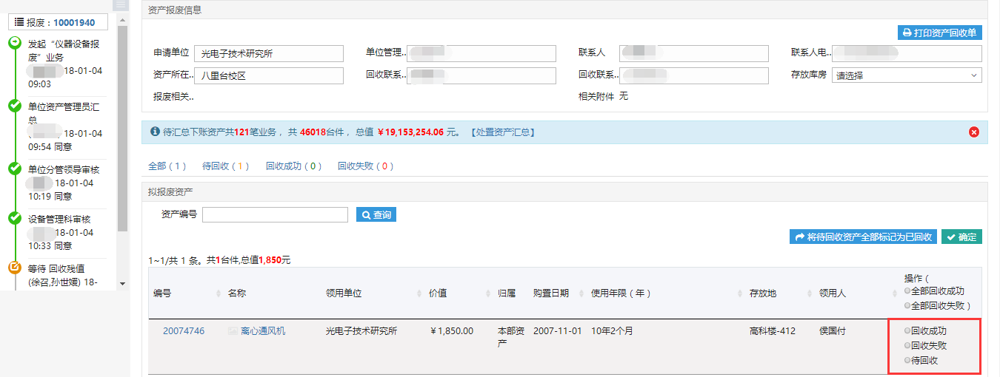 报废：10001940
发起“仪器设备报
废”业务
18-01-04
09:03
单位资产管理员汇
总
18-01-04
09:54 同意
单位分管领导审核
18-01-04
10:19 同意
设备管理科审核
18-01-04
10:33 同意
等待 回收残值
(徐召,孙世媛) 18-
资产报废信息
打印资产回收单
申请单位 光电子技术研究所 单位管理.. 联系人 联系人电..
资产所在.. 八里台校区 回收联系.. 回收联系.. 存放库房 请选择
报废相关.. 相关附件 无
待汇总下账资产共121笔业务， 共 46018台件， 总值 ￥19,153,254.06 元。 【处置资产汇总】
全部（1） 待回收（1） 回收成功（0） 回收失败（0）
拟报废资产
资产编号 查询
将待回收资产全部标记为已回收 确定
1~1/共 1 条。共1台件,总值1,850元
编号 名称 领用单位 价值 归属 购置日期 使用年限（年） 存放地 领用人 操作（
全部回收成功
全部回收失败）
20074746 离心通风机 光电子技术研究所 ￥1,850.00 本部资 2007-11-01 10年2个月 高科楼-412 侯国付 回收成功
产
回收失败
待回收